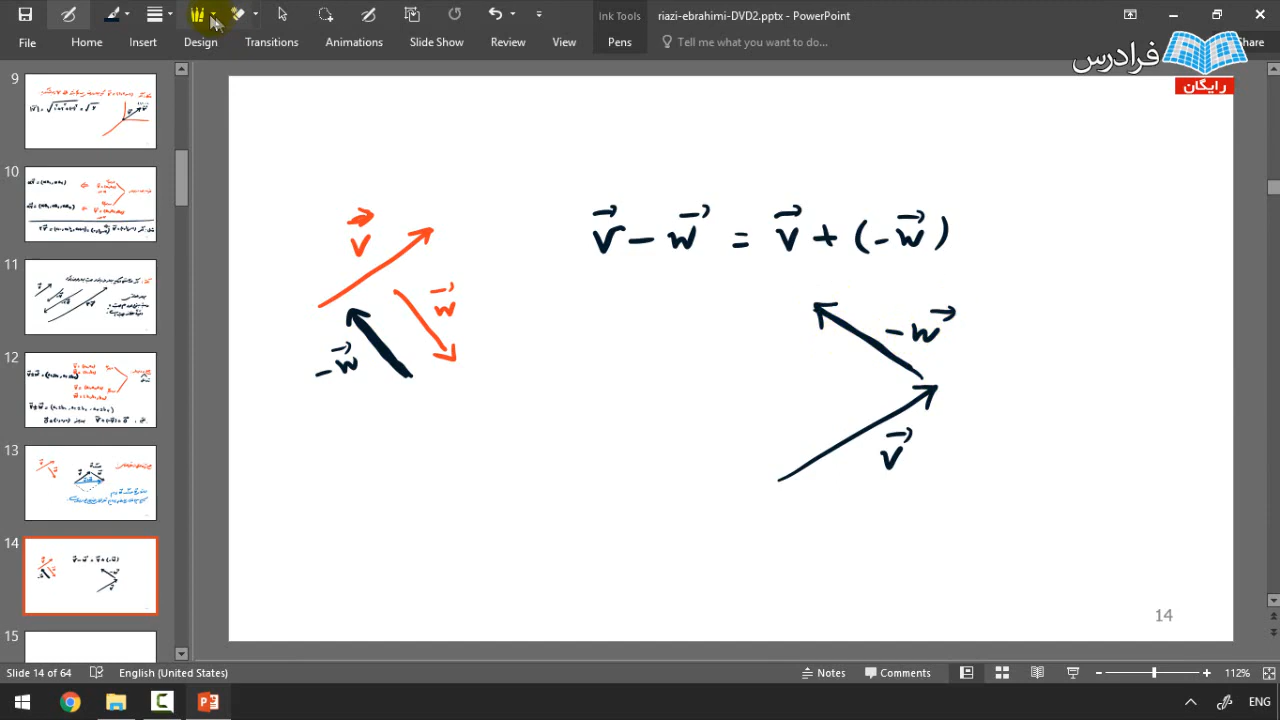 Ink Tools
riazi-ebrahimi-DVD2.pptx - PowerPoint
File Home Insert Design Transitions Animations Slide Show Review View Pens Tell me what you want to do... Share
فرادرس
رایگان
9
10
11
12
13
14
15
v⃗ − w⃗ = v⃗ + (−w⃗)
v⃗
w⃗
−w⃗
−w⃗
v⃗
14
Slide 14 of 64 English (United States) Notes Comments 112%
ENG